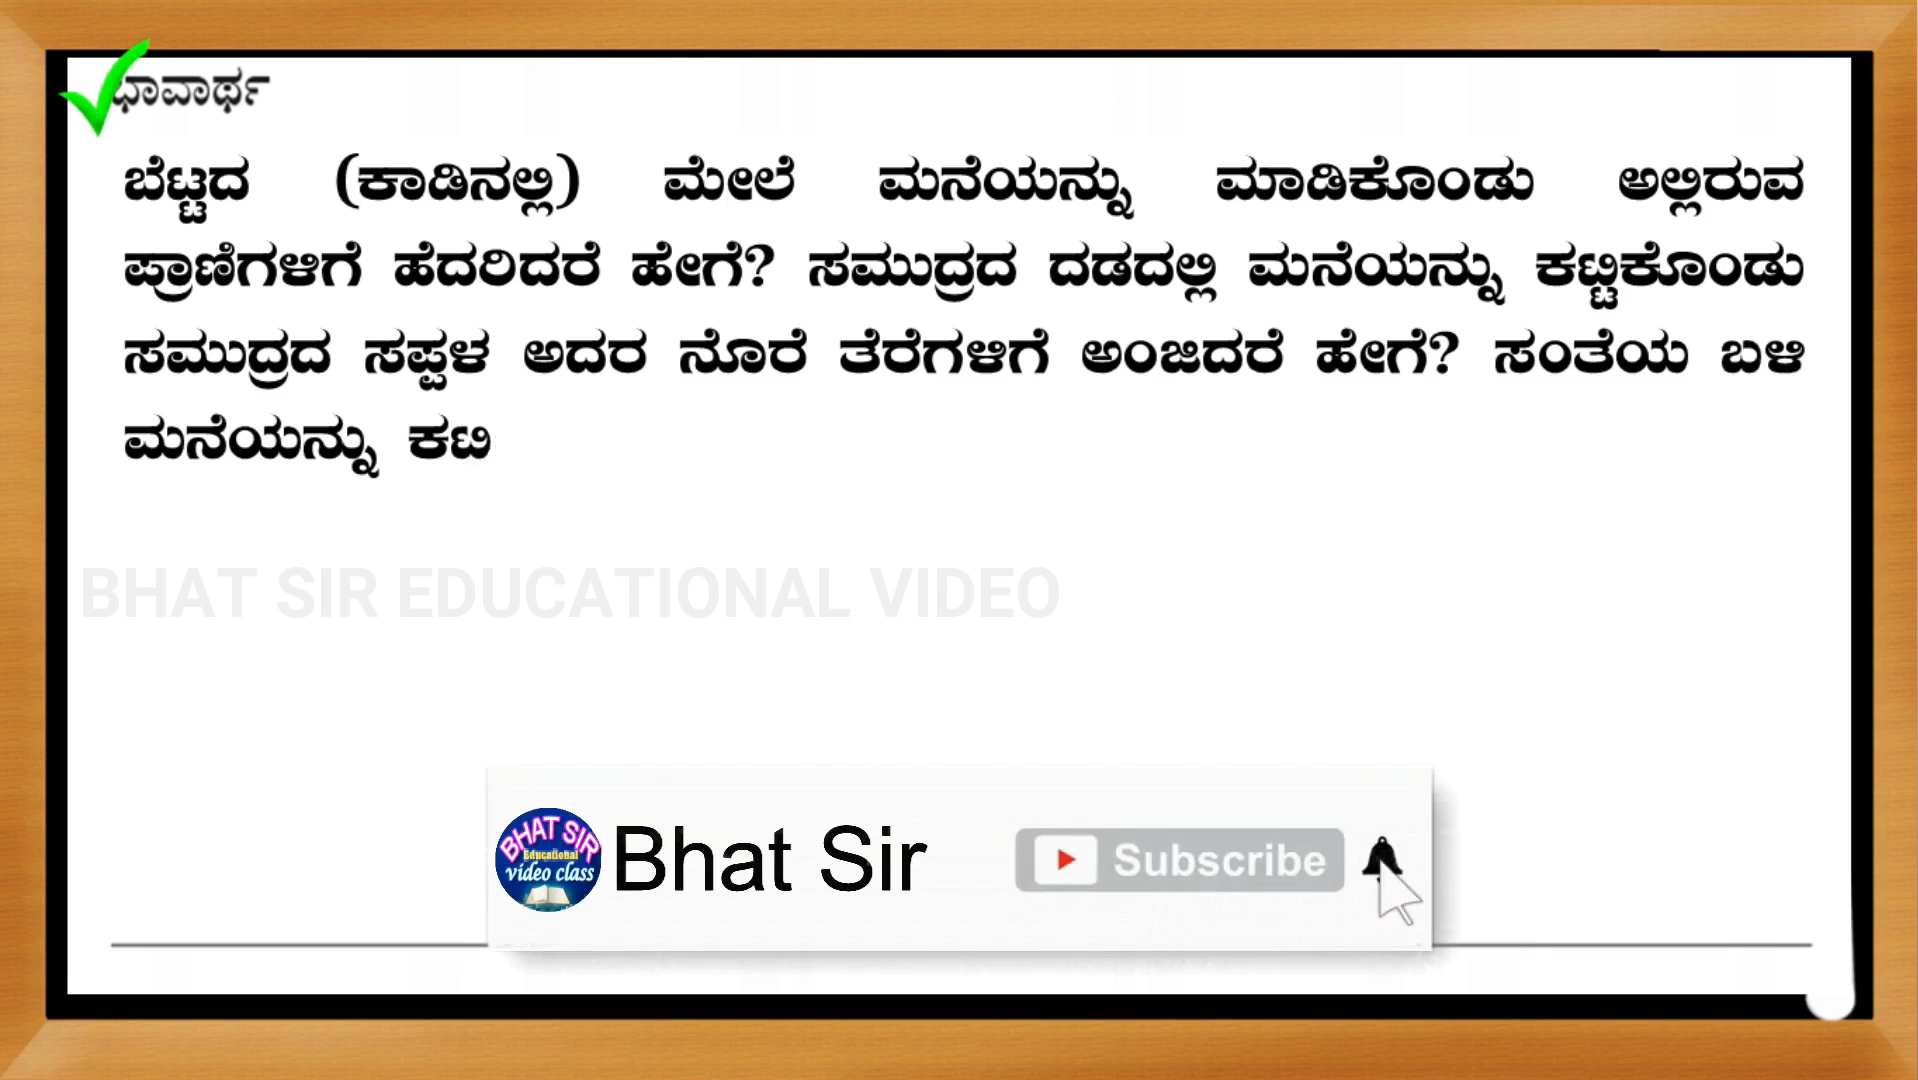 ಭಾವಾರ್ಥ
ಬೆಟ್ಟದ (ಕಾಡಿನಲ್ಲಿ) ಮೇಲೆ ಮನೆಯನ್ನು ಮಾಡಿಕೊಂಡು ಅಲ್ಲಿರುವ
ಪ್ರಾಣಿಗಳಿಗೆ ಹೆದರಿದರೆ ಹೇಗೆ? ಸಮುದ್ರದ ದಡದಲ್ಲಿ ಮನೆಯನ್ನು ಕಟ್ಟಿಕೊಂಡು
ಸಮುದ್ರದ ಸಪ್ಪಳ ಅದರ ನೊರೆ ತೆರೆಗಳಿಗೆ ಅಂಜಿದರೆ ಹೇಗೆ? ಸಂತೆಯ ಬಳಿ
ಮನೆಯನ್ನು ಕಟಿ
BHAT SIR EDUCATIONAL VIDEO
BHAT SIR
Educational
video class
Bhat Sir
Subscribe